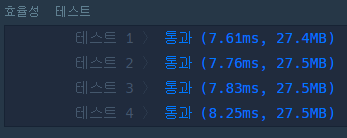 효율성 테스트
테스트 1 〉 통과 (7.61ms, 27.4MB)
테스트 2 〉 통과 (7.76ms, 27.5MB)
테스트 3 〉 통과 (7.83ms, 27.5MB)
테스트 4 〉 통과 (8.25ms, 27.5MB)